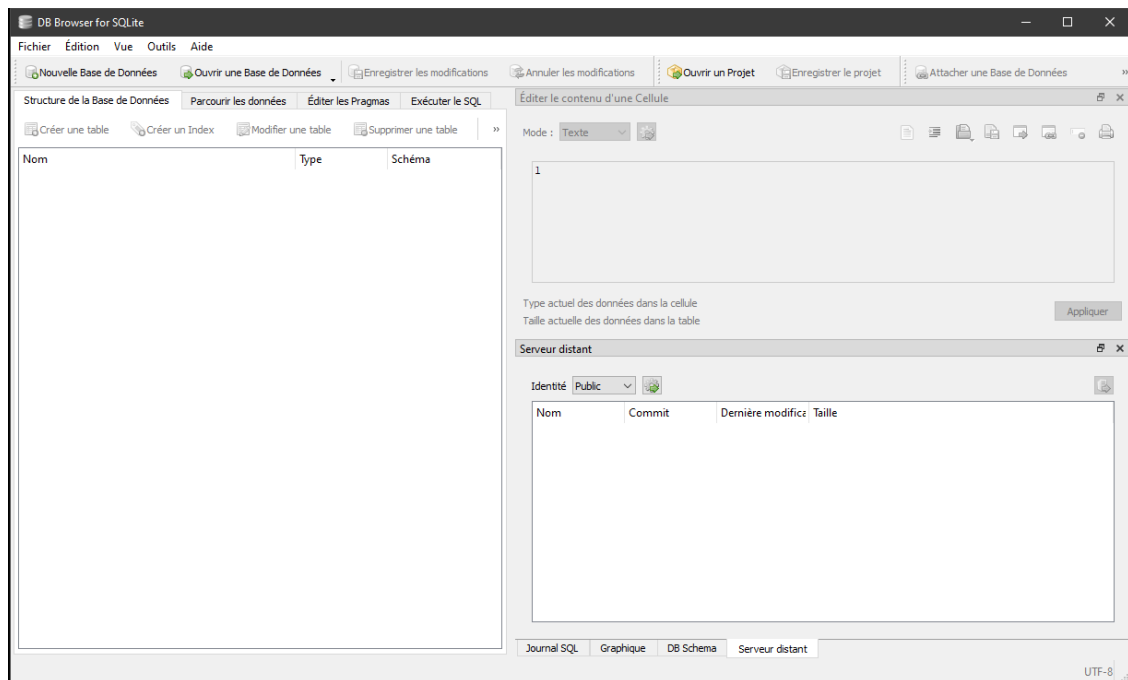 DB Browser for SQLite
Fichier Édition Vue Outils Aide
Nouvelle Base de Données Ouvrir une Base de Données Enregistrer les modifications Annuler les modifications Ouvrir un Projet Enregistrer le projet Attacher une Base de Données »
Structure de la Base de Données Parcourir les données Éditer les Pragmas Exécuter le SQL
Créer une table Créer un Index Modifier une table Supprimer une table »
Nom Type Schéma
Éditer le contenu d'une Cellule
Mode : Texte
1
Type actuel des données dans la cellule
Taille actuelle des données dans la table
Appliquer
Serveur distant
Identité Public
Nom Commit Dernière modifica Taille
Journal SQL Graphique DB Schema Serveur distant
UTF-8